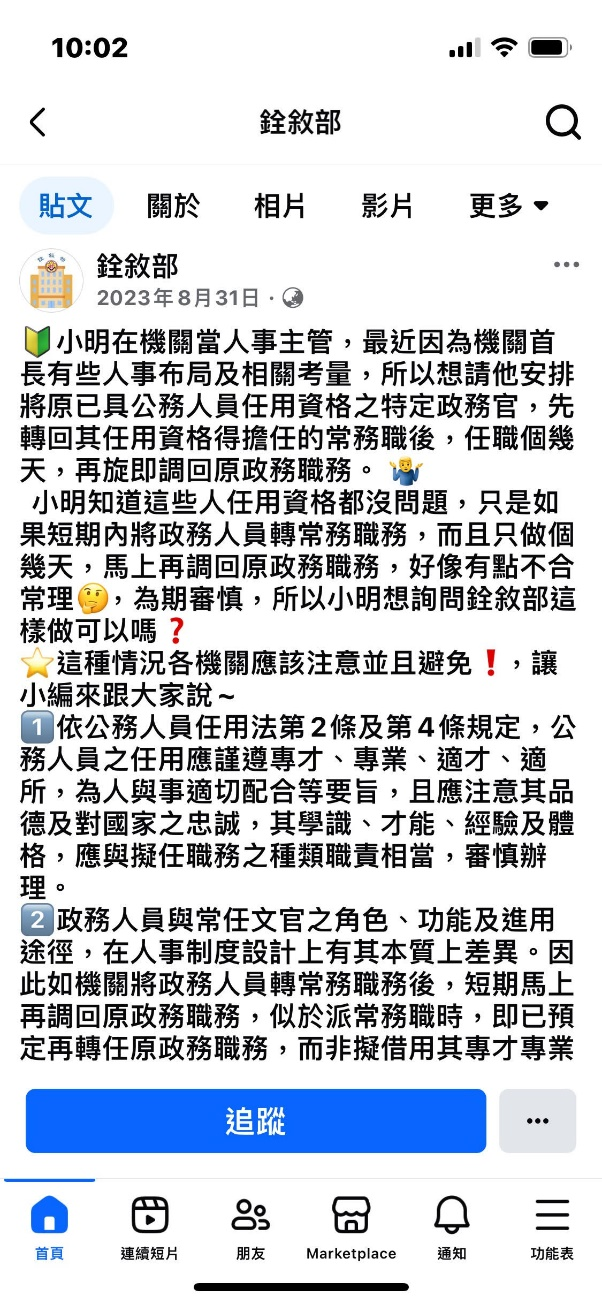 10:02
銓敘部
貼文 關於 相片 影片 更多
銓敘部
2023年8月31日
🔰小明在機關當人事主管，最近因為機關首
長有些人事布局及相關考量，所以想請他安排
將原已具公務人員任用資格之特定政務官，先
轉回其任用資格得擔任的常務職後，任職個幾
天，再旋即調回原政務職務。🤷‍♂️
小明知道這些人任用資格都沒問題，只是如
果短期內將政務人員轉常務職務，而且只做個
幾天，馬上再調回原政務職務，好像有點不合
常理🤔，為期審慎，所以小明想詢問銓敘部這
樣做可以嗎❓
⭐這種情況各機關應該注意並且避免❗，讓
小編來跟大家說~
1️⃣依公務人員任用法第2條及第4條規定，公
務人員之任用應謹遵專才、專業、適才、適
所，為人與事適切配合等要旨，且應注意其品
德及對國家之忠誠，其學識、才能、經驗及體
格，應與擬任職務之種類職責相當，審慎辦
理。
2️⃣政務人員與常任文官之角色、功能及進用
途徑，在人事制度設計上有其本質上差異。因
此如機關將政務人員轉常務職務後，短期馬上
再調回原政務職務，似於派常務職時，即已預
定再轉任原政務職務，而非擬借用其專才專業
追蹤
首頁 連續短片 朋友 Marketplace 通知 功能表